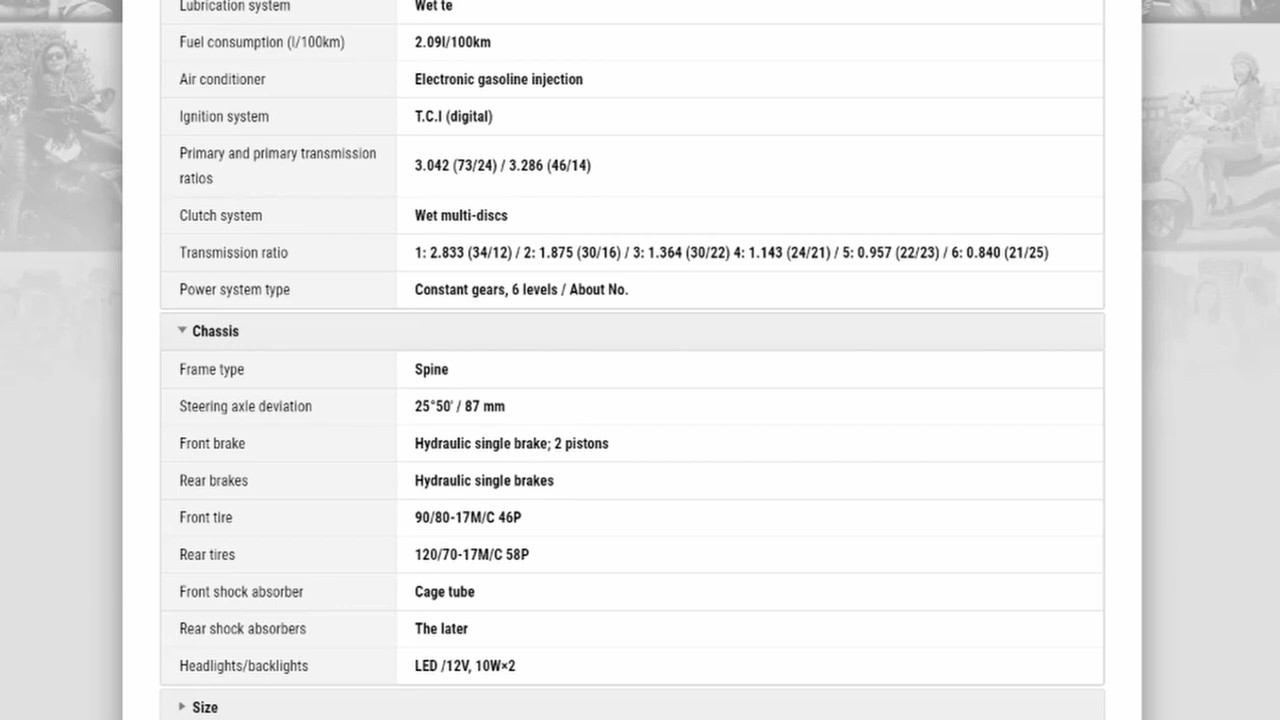 Lubrication system Wet te
Fuel consumption (l/100km) 2.09l/100km
Air conditioner Electronic gasoline injection
Ignition system T.C.I (digital)
Primary and primary transmission
ratios 3.042 (73/24) / 3.286 (46/14)
Clutch system Wet multi-discs
Transmission ratio 1: 2.833 (34/12) / 2: 1.875 (30/16) / 3: 1.364 (30/22) 4: 1.143 (24/21) / 5: 0.957 (22/23) / 6: 0.840 (21/25)
Power system type Constant gears, 6 levels / About No.
Chassis
Frame type Spine
Steering axle deviation 25°50' / 87 mm
Front brake Hydraulic single brake; 2 pistons
Rear brakes Hydraulic single brakes
Front tire 90/80-17M/C 46P
Rear tires 120/70-17M/C 58P
Front shock absorber Cage tube
Rear shock absorbers The later
Headlights/backlights LED /12V, 10W×2
Size